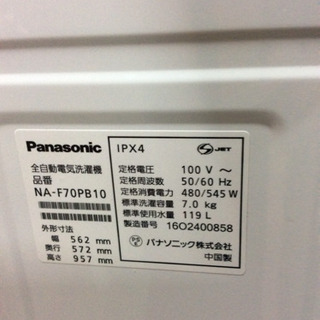 Panasonic
全自動電気洗濯機
品番
NA-F70PB10
外形寸法
幅 562 mm
奥行 572 mm
高さ 957 mm
IPX4
JET
定格電圧 100 V～
定格周波数 50/60 Hz
定格消費電力 480/545 W
標準洗濯容量 7.0 kg
標準使用水量 119 L
製造番号 16O2400858
パナソニック株式会社
中国製